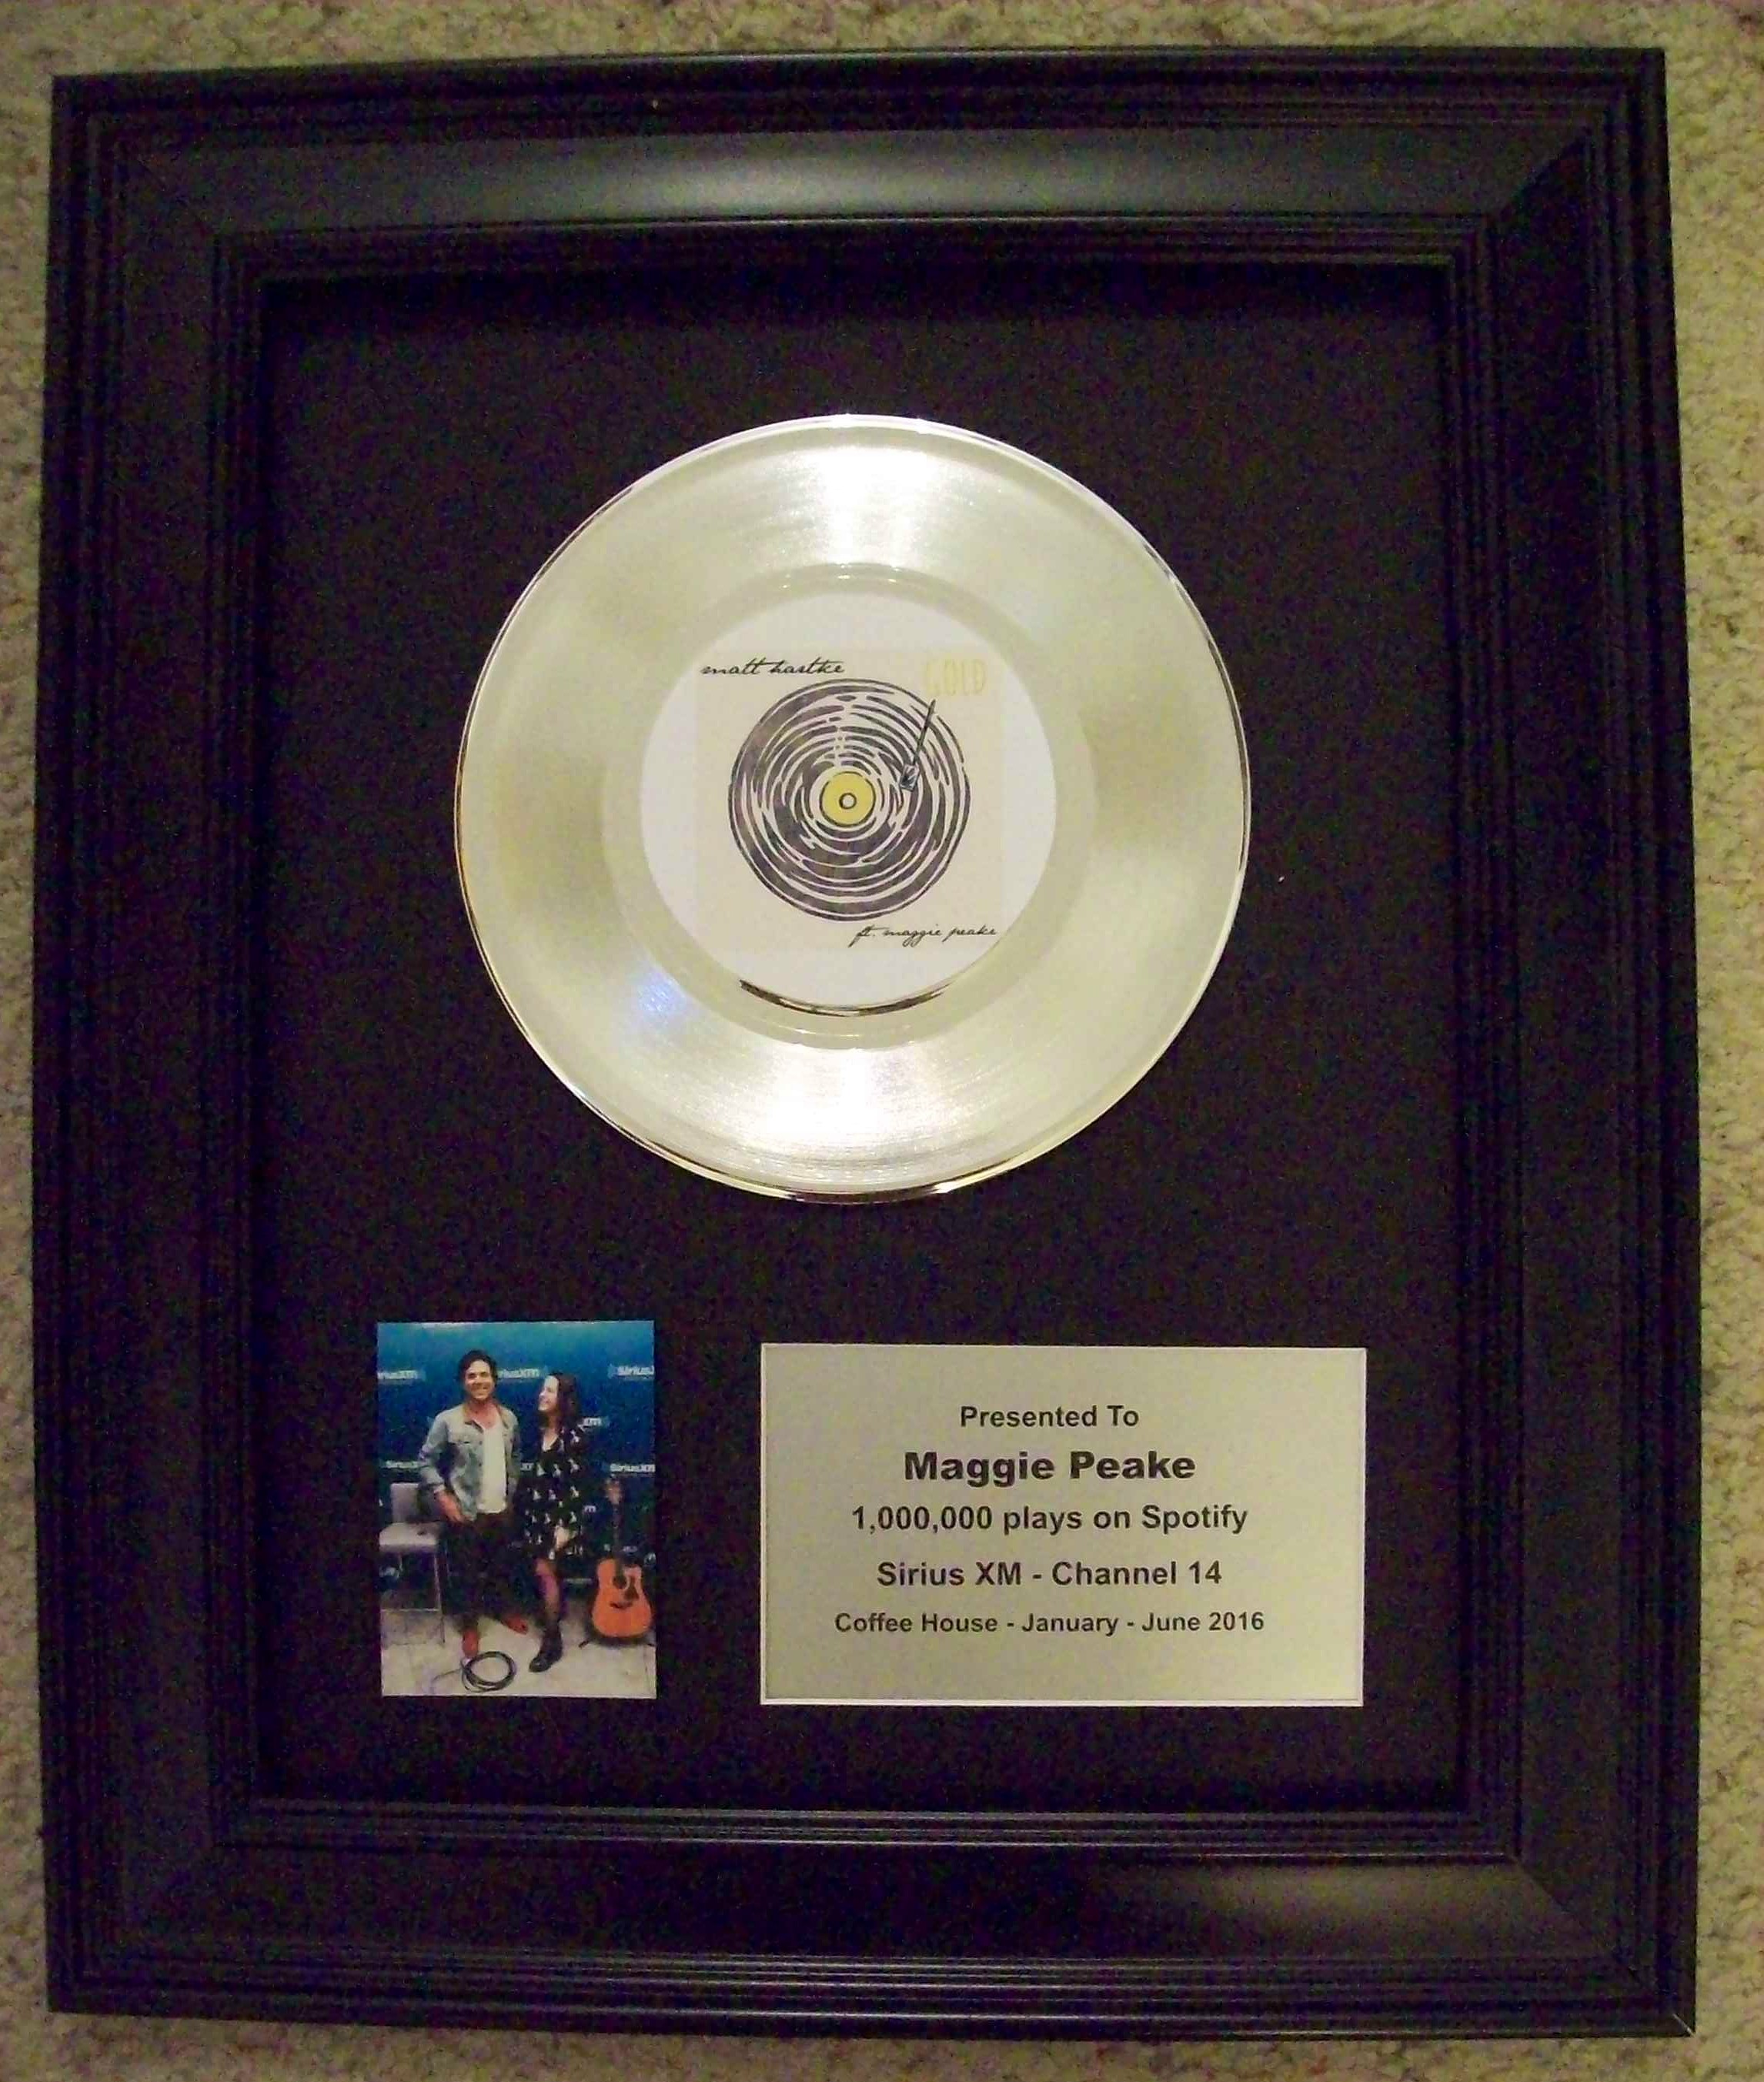 matt hartke
GOLD
ft. maggie peake
SiriusXM
Presented To
Maggie Peake
1,000,000 plays on Spotify
Sirius XM - Channel 14
Coffee House - January - June 2016